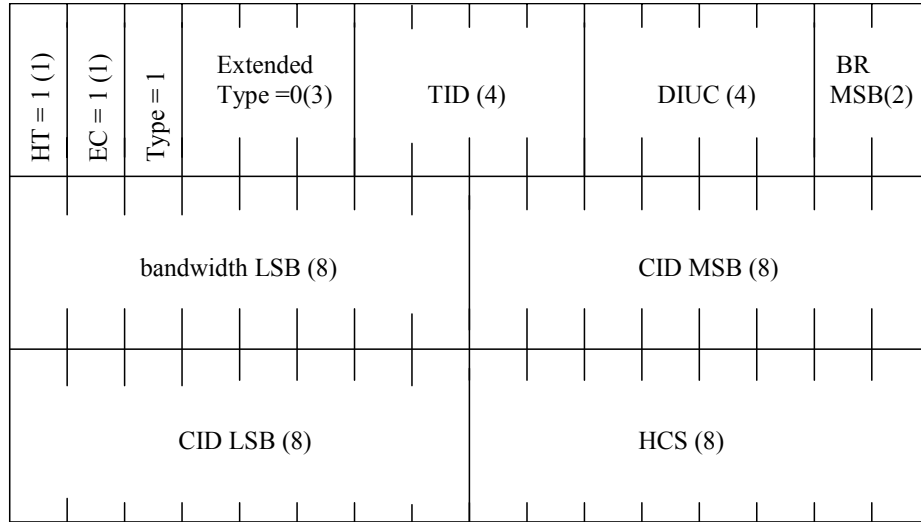 HT = 1 (1)
EC = 1 (1)
Type = 1
Extended
Type =0(3)
TID (4)
DIUC (4)
BR
MSB(2)
bandwidth LSB (8)
CID MSB (8)
CID LSB (8)
HCS (8)